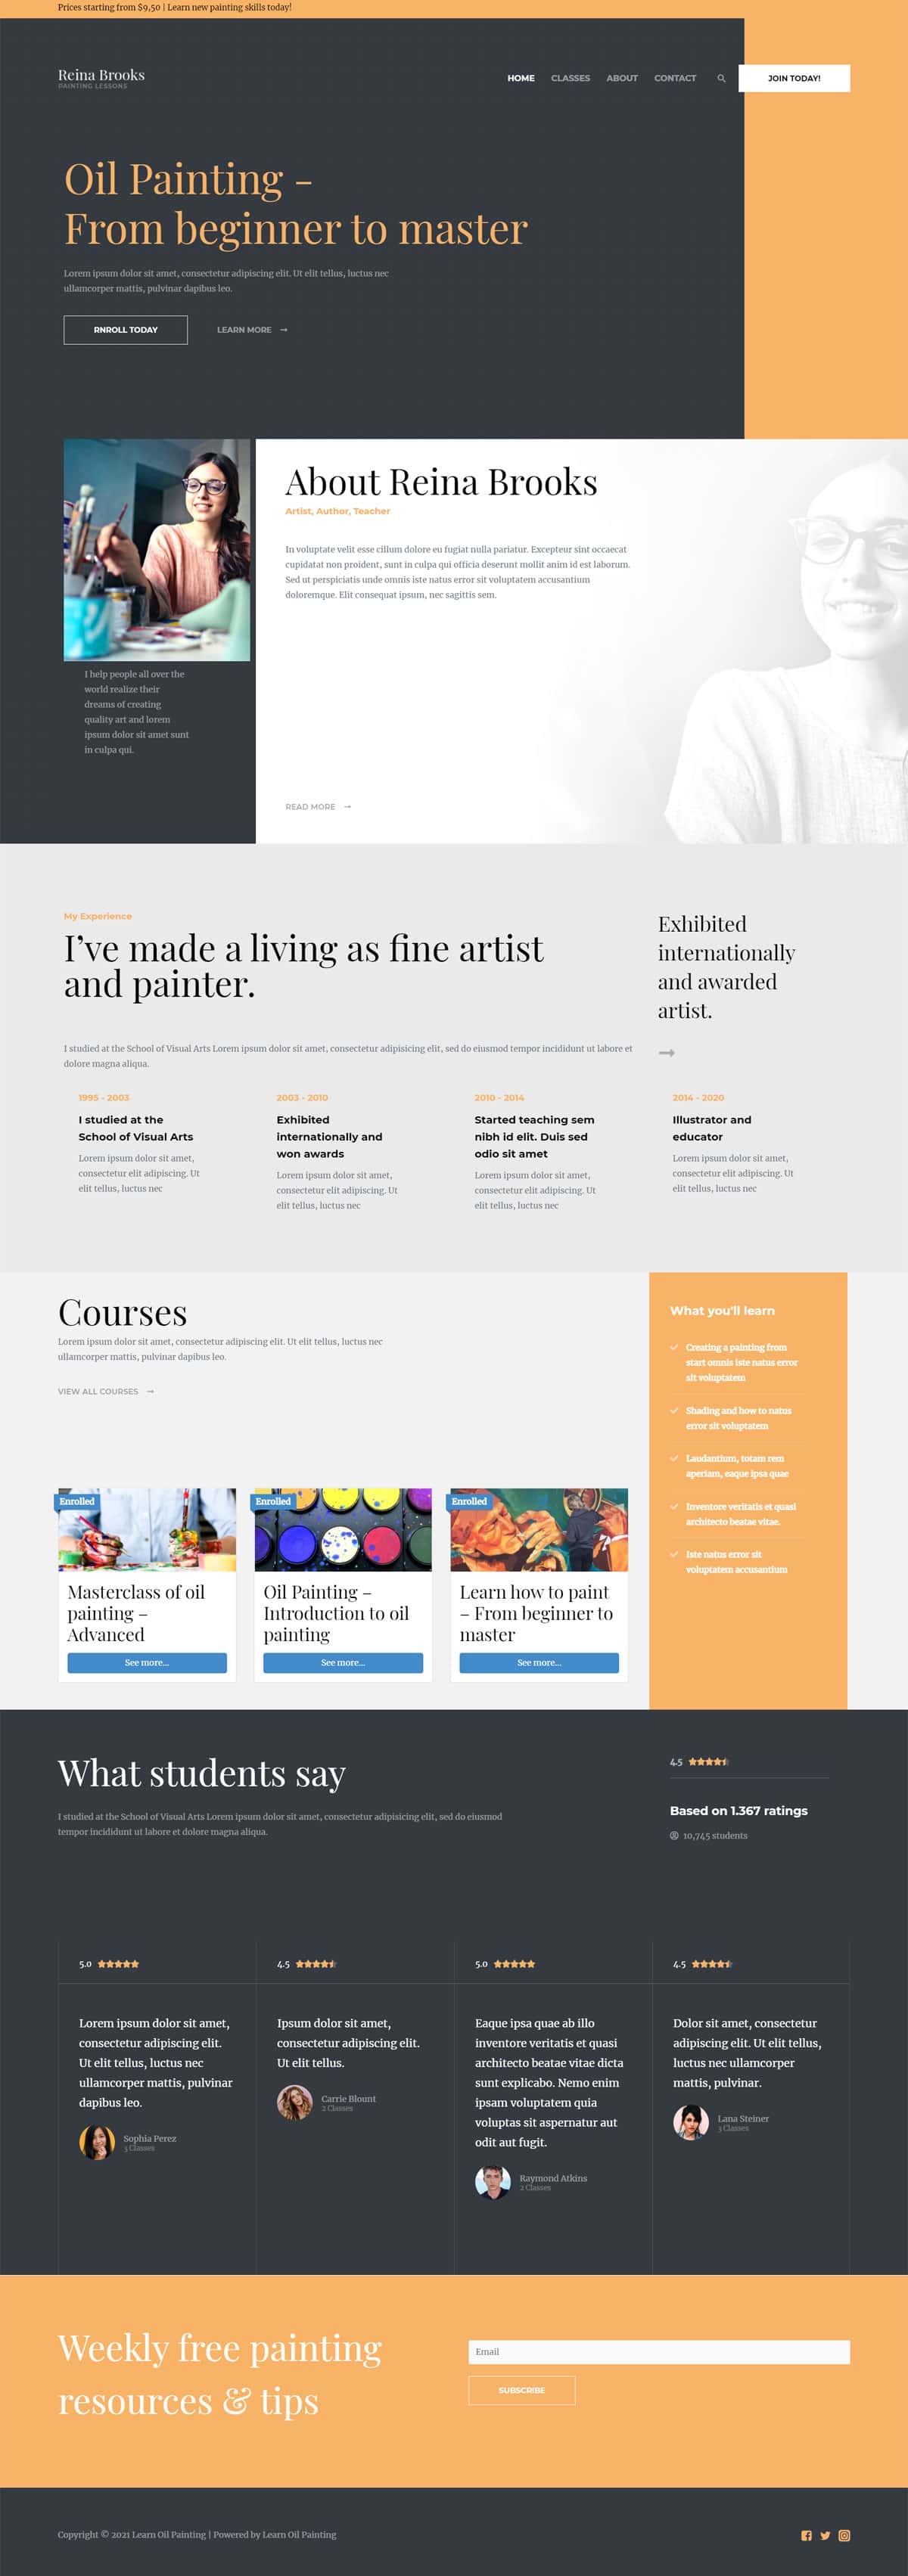 Prices starting from $9,50 | Learn new painting skills today!
Reina Brooks
PAINTING LESSONS
HOME CLASSES ABOUT CONTACT
JOIN TODAY!
Oil Painting -
From beginner to master
Lorem ipsum dolor sit amet, consectetur adipiscing elit. Ut elit tellus, luctus nec
ullamcorper mattis, pulvinar dapibus leo.
RNROLL TODAY
LEARN MORE →
I help people all over the
world realize their
dreams of creating
quality art and lorem
ipsum dolor sit amet sunt
in culpa qui.
About Reina Brooks
Artist, Author, Teacher
In voluptate velit esse cillum dolore eu fugiat nulla pariatur. Excepteur sint occaecat
cupidatat non proident, sunt in culpa qui officia deserunt mollit anim id est laborum.
Sed ut perspiciatis unde omnis iste natus error sit voluptatem accusantium
doloremque. Elit consequat ipsum, nec sagittis sem.
READ MORE →
My Experience
I’ve made a living as fine artist
and painter.
Exhibited
internationally
and awarded
artist.
→
I studied at the School of Visual Arts Lorem ipsum dolor sit amet, consectetur adipisicing elit, sed do eiusmod tempor incididunt ut labore et
dolore magna aliqua.
1995 - 2003
I studied at the
School of Visual Arts
Lorem ipsum dolor sit amet,
consectetur elit adipiscing. Ut
elit tellus, luctus nec
2003 - 2010
Exhibited
internationally and
won awards
Lorem ipsum dolor sit amet,
consectetur elit adipiscing. Ut
elit tellus, luctus nec
2010 - 2014
Started teaching sem
nibh id elit. Duis sed
odio sit amet
Lorem ipsum dolor sit amet,
consectetur elit adipiscing. Ut
elit tellus, luctus nec
2014 - 2020
Illustrator and
educator
Lorem ipsum dolor sit amet,
consectetur elit adipiscing. Ut
elit tellus, luctus nec
Courses
Lorem ipsum dolor sit amet, consectetur adipiscing elit. Ut elit tellus, luctus nec
ullamcorper mattis, pulvinar dapibus leo.
VIEW ALL COURSES →
Enrolled
Masterclass of oil
painting –
Advanced
See more...
Enrolled
Oil Painting –
Introduction to oil
painting
See more...
Enrolled
Learn how to paint
– From beginner to
master
See more...
What you'll learn
Creating a painting from
start omnis iste natus error
sit voluptatem
Shading and how to natus
error sit voluptatem
Laudantium, totam rem
aperiam, eaque ipsa quae
Inventore veritatis et quasi
architecto beatae vitae.
Iste natus error sit
voluptatem accusantium
What students say
I studied at the School of Visual Arts Lorem ipsum dolor sit amet, consectetur adipisicing elit, sed do eiusmod
tempor incididunt ut labore et dolore magna aliqua.
4.5
Based on 1.367 ratings
10,745 students
5.0
Lorem ipsum dolor sit amet,
consectetur adipiscing elit.
Ut elit tellus, luctus nec
ullamcorper mattis, pulvinar
dapibus leo.
Sophia Perez
3 Classes
4.5
Ipsum dolor sit amet,
consectetur adipiscing elit.
Ut elit tellus.
Carrie Blount
2 Classes
5.0
Eaque ipsa quae ab illo
inventore veritatis et quasi
architecto beatae vitae dicta
sunt explicabo. Nemo enim
ipsam voluptatem quia
voluptas sit aspernatur aut
odit aut fugit.
Raymond Atkins
2 Classes
4.5
Dolor sit amet, consectetur
adipiscing elit. Ut elit tellus,
luctus nec ullamcorper
mattis, pulvinar.
Lana Steiner
3 Classes
Weekly free painting
resources & tips
Email
SUBSCRIBE
Copyright © 2021 Learn Oil Painting | Powered by Learn Oil Painting